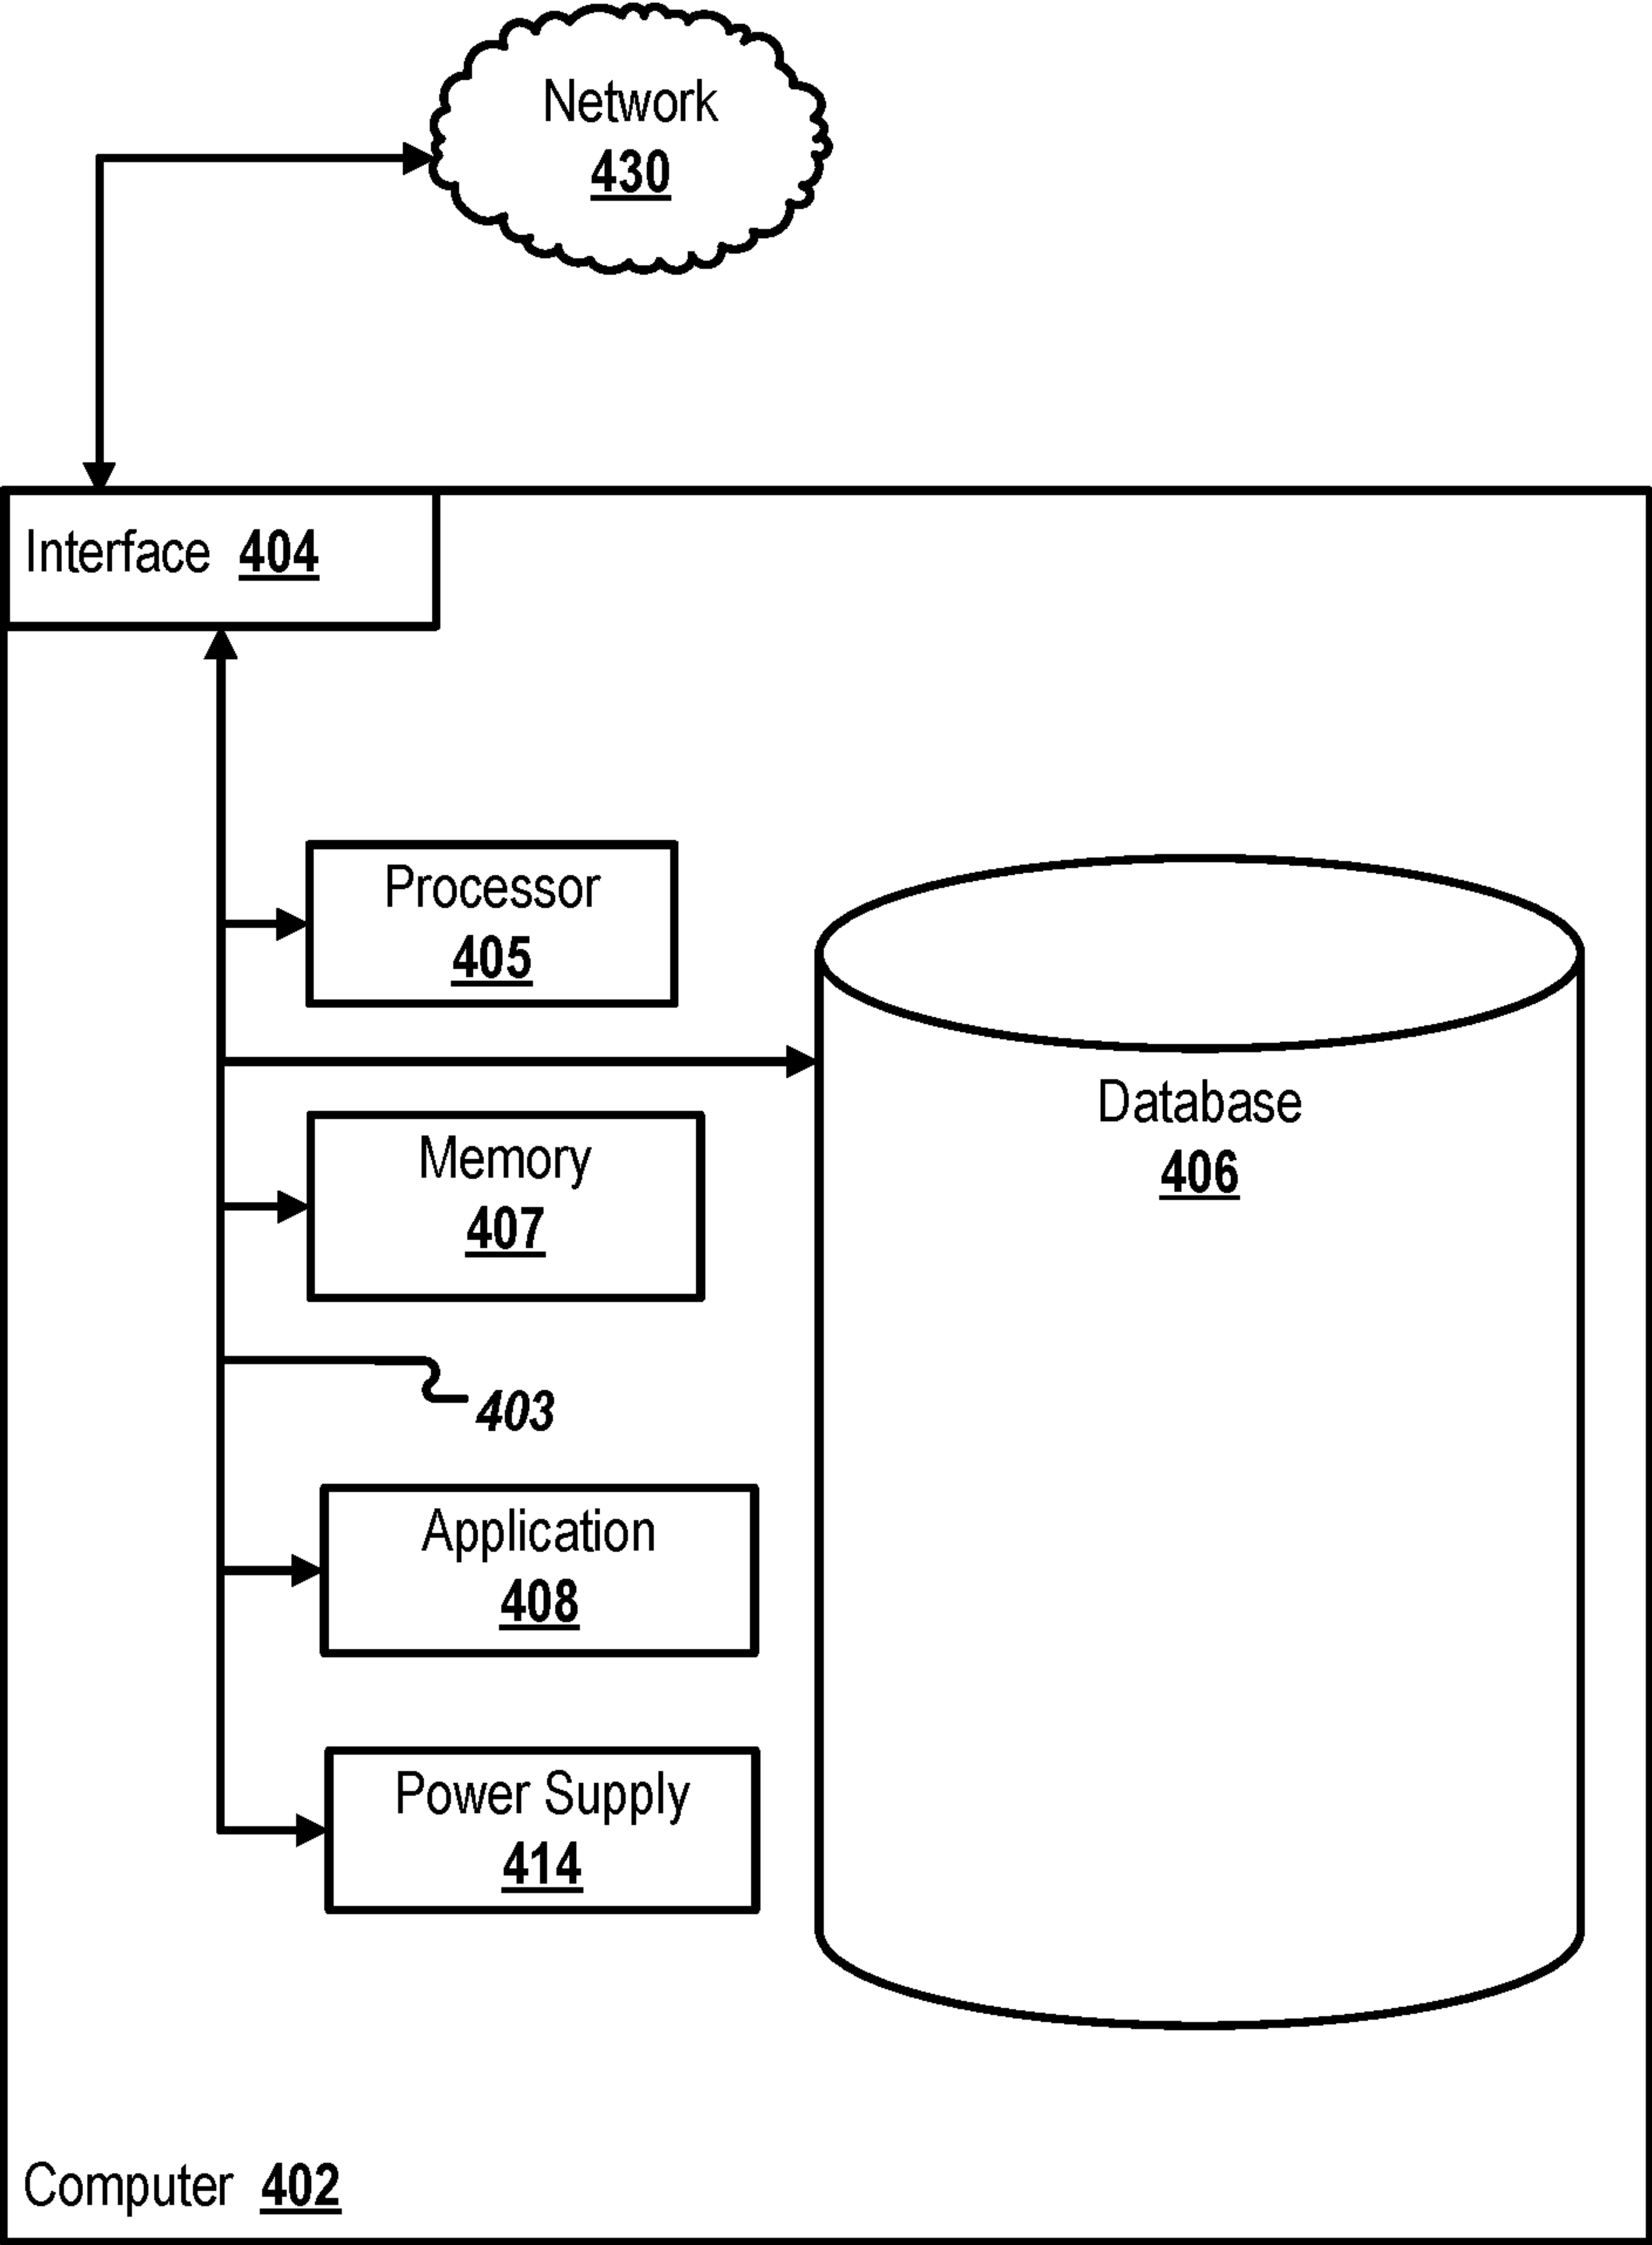 Network
430
Interface 404
Processor
405
Database
406
Memory
407
403
Application
408
Power Supply
414
Computer 402